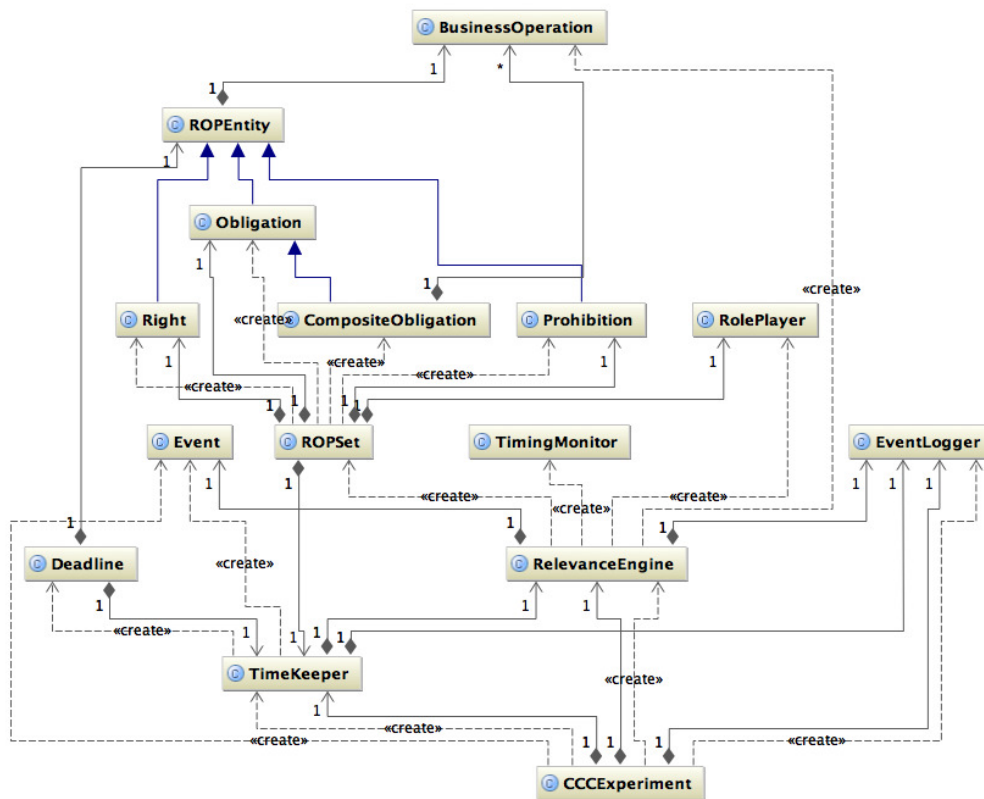 C BusinessOperation
1 1 *
C ROPEntity
1
C Obligation
1 1 «create»
C Right «create» C CompositeObligation C Prohibition C RolePlayer
1 «create» «create» «create» 1 1
1 1 1 1
C Event C ROPSet C TimingMonitor C EventLogger
1 1 «create» «create» «create» 1 1 1
1 1 1
C Deadline C RelevanceEngine
1 «create» 1 1
«create» 1 1 1 1
C TimeKeeper
«create»
1
«create» «create» 1 1 1 «create»
C CCCExperiment